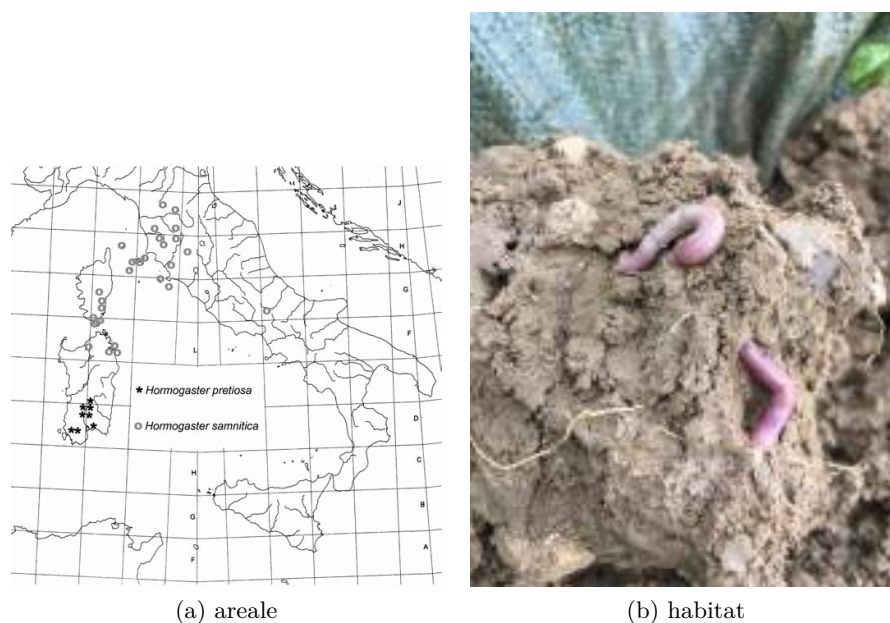 J
H
G
F
L
* Hormogaster pretiosa
Hormogaster samnitica
D
C
H
B
G
A
F
(a) areale
(b) habitat